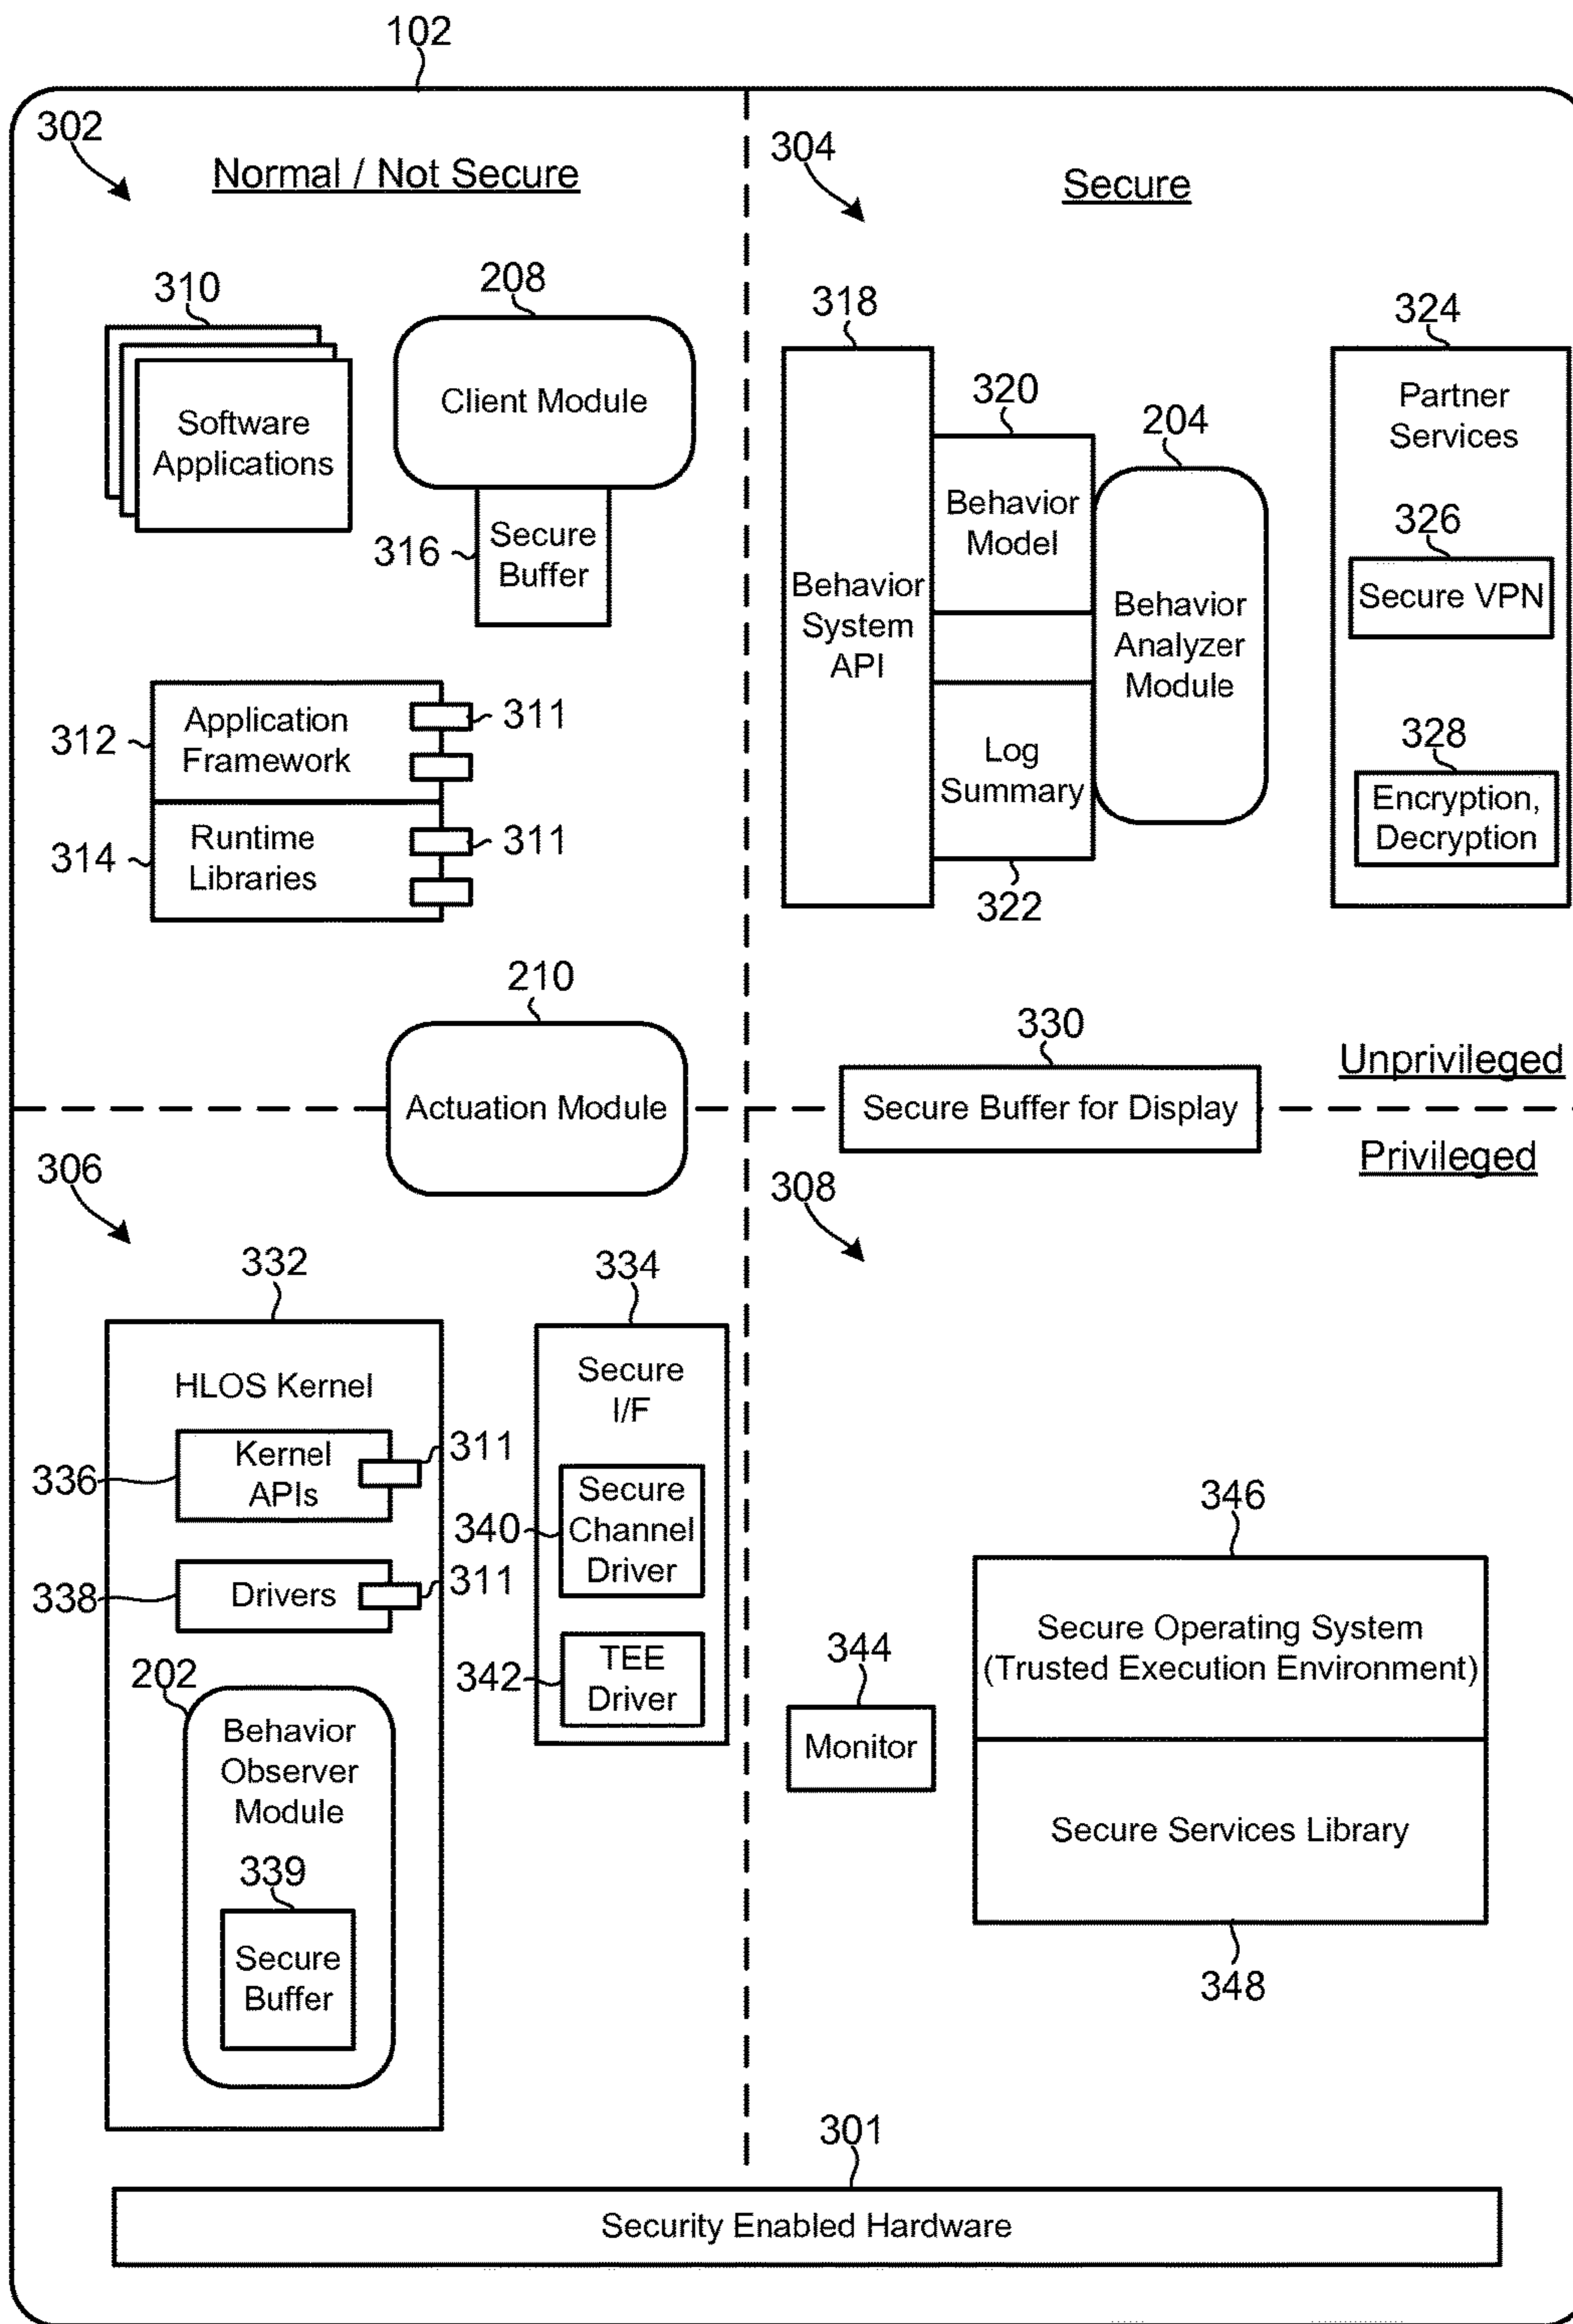 102
302
Normal / Not Secure
304
Secure
310
Software
Applications
208
Client Module
316
Secure
Buffer
312
Application
Framework
311
314
Runtime
Libraries
311
318
Behavior
System
API
320
Behavior
Model
204
Behavior
Analyzer
Module
Log
Summary
322
324
Partner
Services
326
Secure VPN
328
Encryption,
Decryption
210
Actuation Module
330
Secure Buffer for Display
Unprivileged
Privileged
306
332
HLOS Kernel
336
Kernel
APIs
311
338
Drivers
311
202
Behavior
Observer
Module
339
Secure
Buffer
334
Secure
I/F
340
Secure
Channel
Driver
342
TEE
Driver
308
344
Monitor
346
Secure Operating System
(Trusted Execution Environment)
Secure Services Library
348
301
Security Enabled Hardware